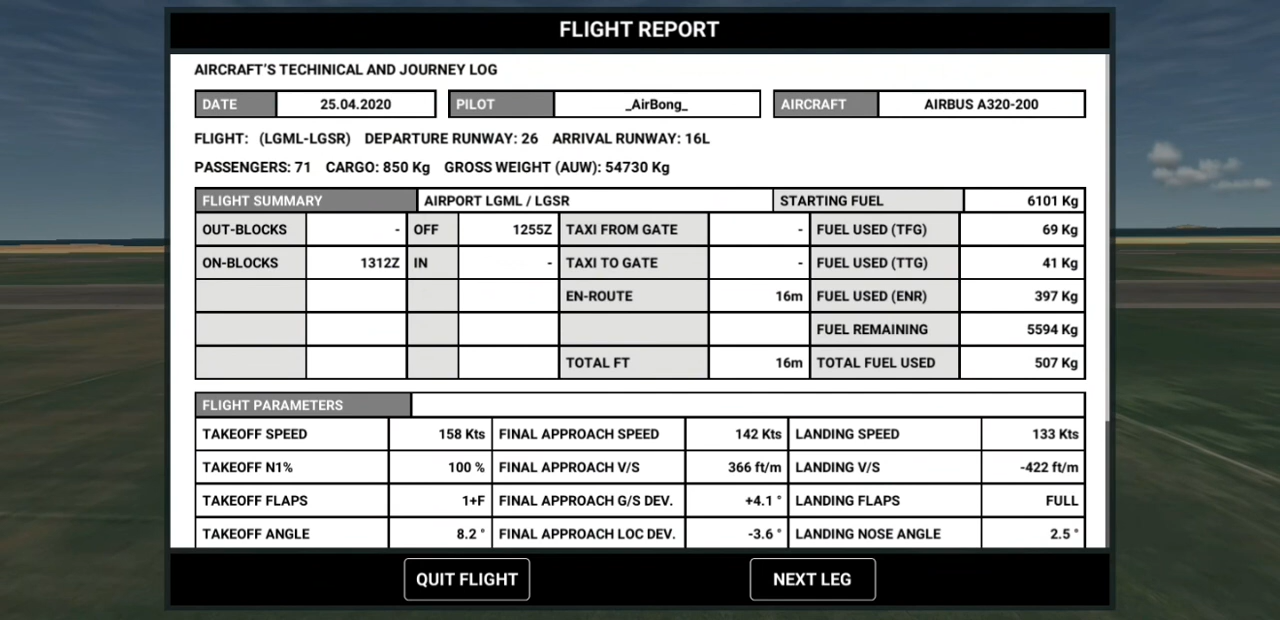 FLIGHT REPORT
AIRCRAFT'S TECHINICAL AND JOURNEY LOG
DATE 25.04.2020 PILOT _AirBong_ AIRCRAFT AIRBUS A320-200
FLIGHT: (LGML-LGSR) DEPARTURE RUNWAY: 26 ARRIVAL RUNWAY: 16L
PASSENGERS: 71 CARGO: 850 Kg GROSS WEIGHT (AUW): 54730 Kg
FLIGHT SUMMARY AIRPORT LGML / LGSR STARTING FUEL 6101 Kg
OUT-BLOCKS - OFF 1255Z TAXI FROM GATE - FUEL USED (TFG) 69 Kg
ON-BLOCKS 1312Z IN - TAXI TO GATE - FUEL USED (TTG) 41 Kg
EN-ROUTE 16m FUEL USED (ENR) 397 Kg
FUEL REMAINING 5594 Kg
TOTAL FT 16m TOTAL FUEL USED 507 Kg
FLIGHT PARAMETERS
TAKEOFF SPEED 158 Kts FINAL APPROACH SPEED 142 Kts LANDING SPEED 133 Kts
TAKEOFF N1% 100 % FINAL APPROACH V/S 366 ft/m LANDING V/S -422 ft/m
TAKEOFF FLAPS 1+F FINAL APPROACH G/S DEV. +4.1 ° LANDING FLAPS FULL
TAKEOFF ANGLE 8.2 ° FINAL APPROACH LOC DEV. -3.6 ° LANDING NOSE ANGLE 2.5 °
QUIT FLIGHT NEXT LEG